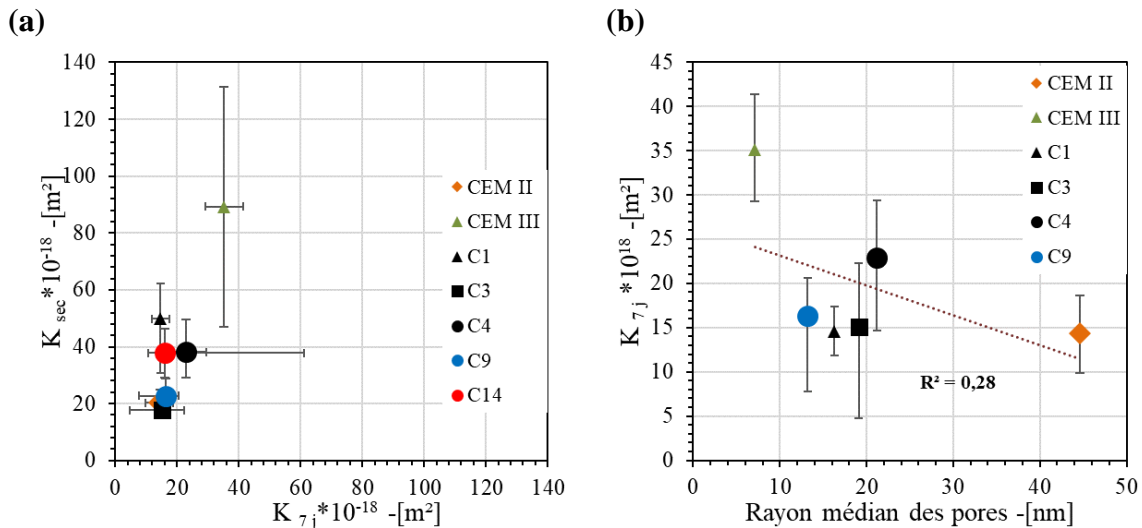 (a)
140
120
100
80
60
40
20
0
K sec*10-18 -[m²]
0 20 40 60 80 100 120 140
K 7 j*10-18 -[m²]
CEM II
CEM III
C1
C3
C4
C9
C14
(b)
45
40
35
30
25
20
15
10
5
0
K 7 j *1018 -[m²]
0 10 20 30 40 50
Rayon médian des pores -[nm]
CEM II
CEM III
C1
C3
C4
C9
R² = 0,28